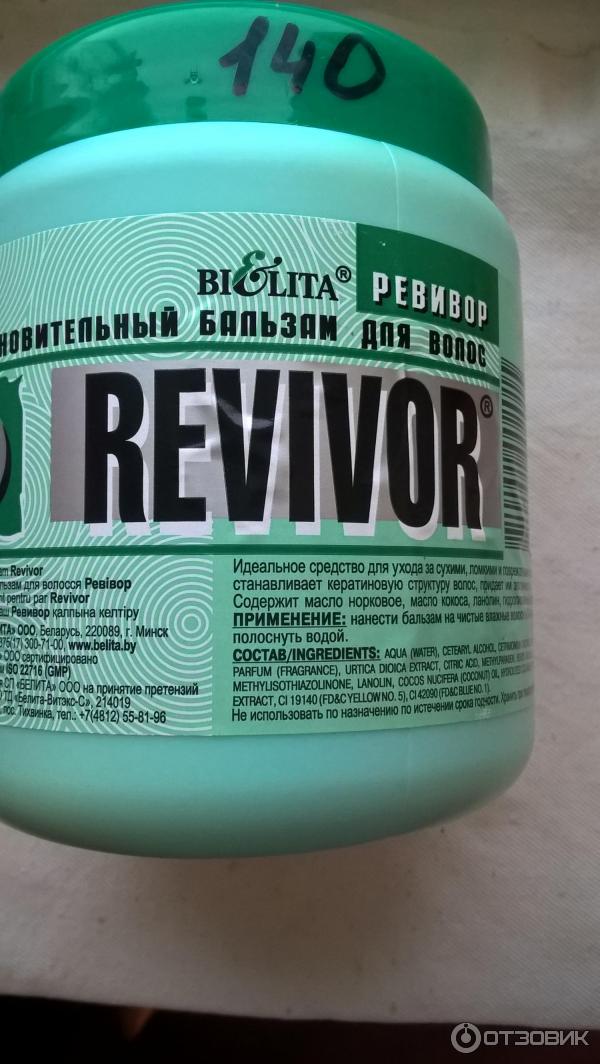 140
BIELITA® РЕВИВОР
БАЛЬЗАМ ДЛЯ ВОЛОС
REVIVOR®
Revivor
для волосся Ревівор
pentru par Revivor
Ревивор калпына келтіру
ООО, Беларусь, 220089, г. Минск
300-71-00, www.belita.by
ООО сертифицировано
ISO 22716 (GMP)
СП «БЕЛИТА» ООО на принятие претензий
ТД «Белита-Витэкс-С», 214019
пос. Тихвинка, тел.: +7(4812) 55-81-96
Идеальное средство для ухода за сухими, ломкими и
станавливает кератиновую структуру волос, придает им
Содержит масло норковое, масло кокоса, ланолин,
ПРИМЕНЕНИЕ: нанести бальзам на чистые влажные
полоснуть водой.
СОСТАВ/INGREDIENTS: AQUA (WATER), CETEARYL ALCOHOL,
PARFUM (FRAGRANCE), URTICA DIOICA EXTRACT, CITRIC ACID,
METHYLISOTHIAZOLINONE, LANOLIN, COCOS NUCIFERA (COCONUT) OIL,
EXTRACT, CI 19140 (FD&C YELLOW NO. 5), CI 42090 (FD&C BLUE NO. 1).
Не использовать по назначению по истечении срока годности. Хранить
ОТЗОВИК